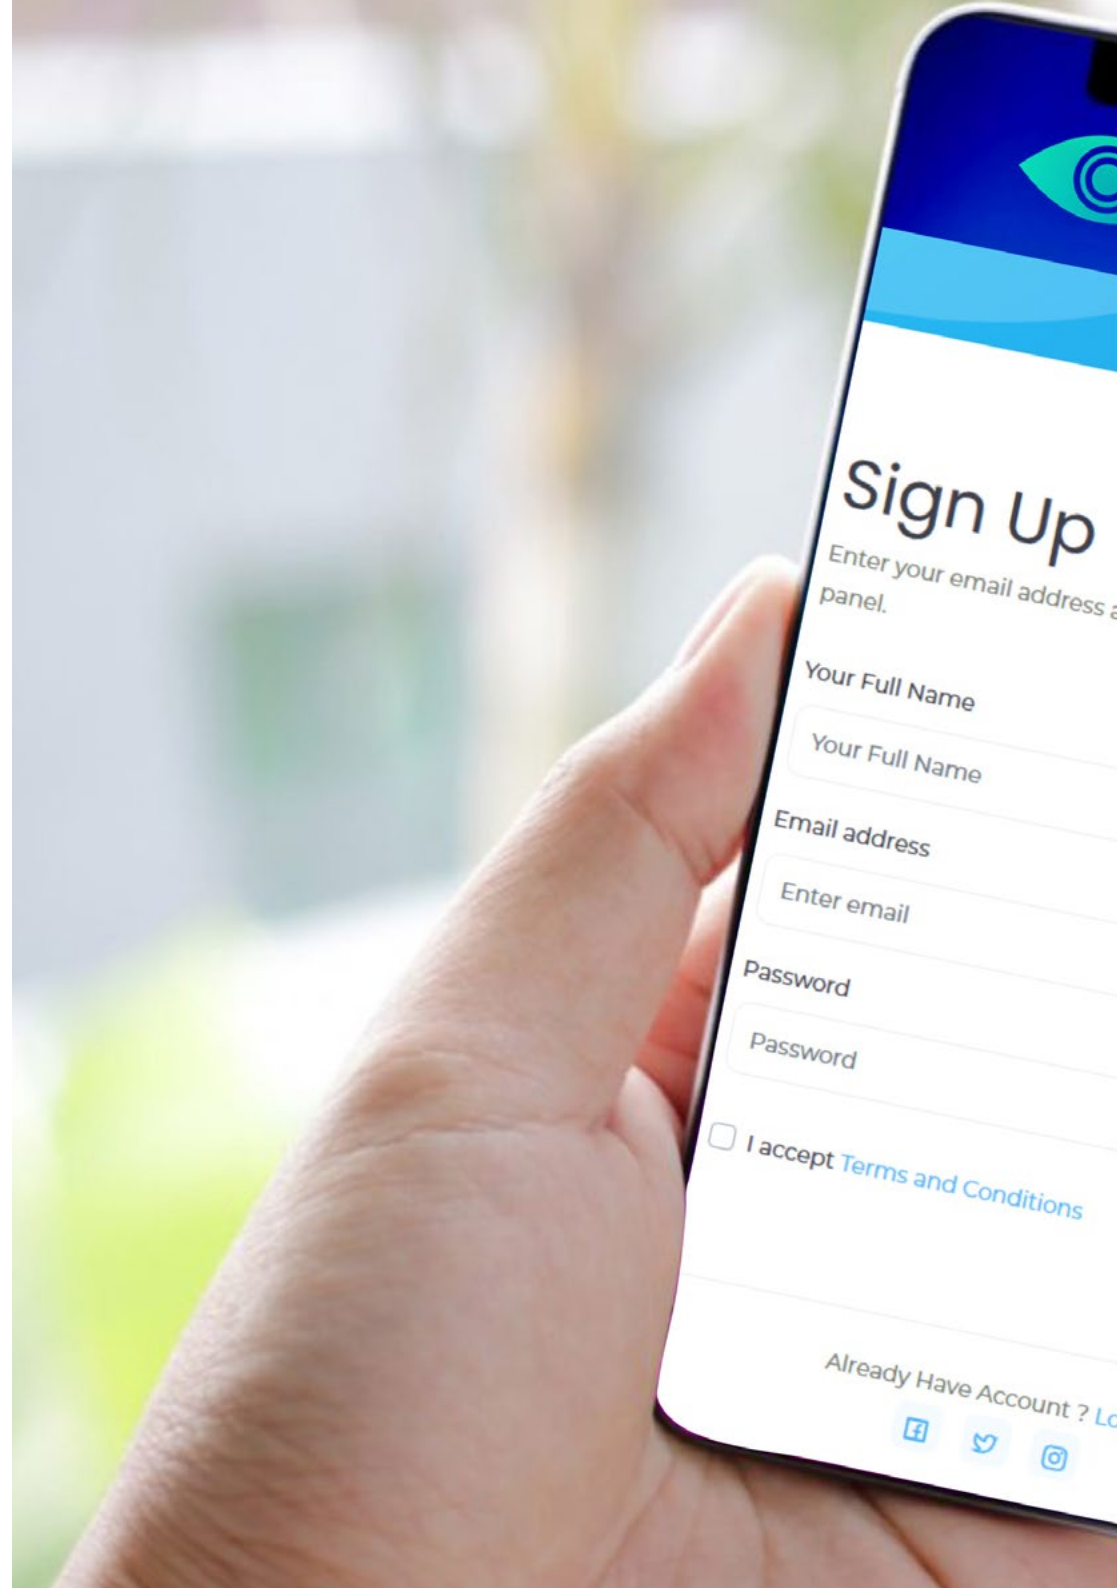 Sign Up
Enter your email address
panel.
Your Full Name
Your Full Name
Email address
Enter email
Password
Password
I accept Terms and Conditions
Already Have Account ?